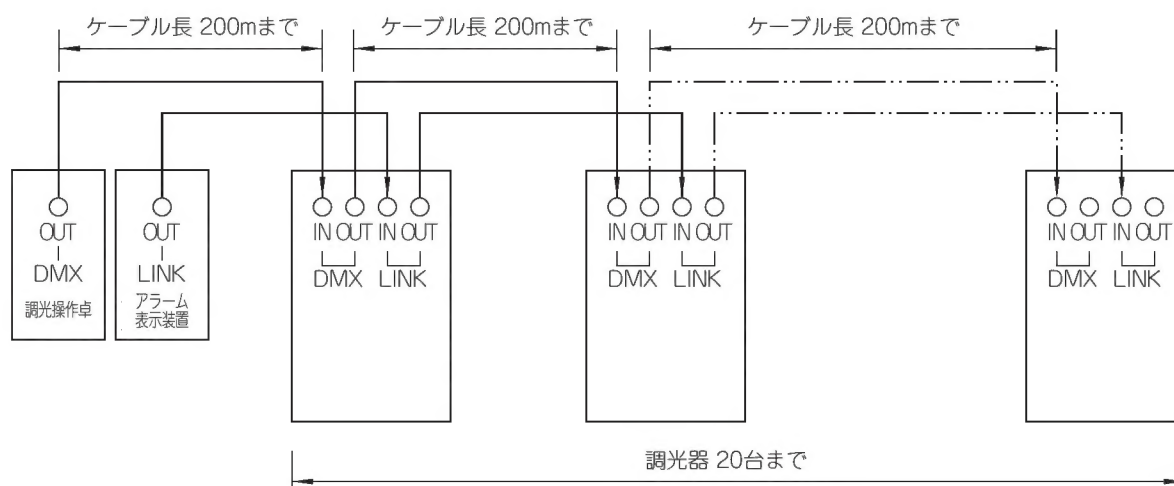 ケーブル長 200mまで
ケーブル長 200mまで
ケーブル長 200mまで
OUT
DMX
調光操作卓
OUT
LINK
アラーム
表示装置
IN OUT IN OUT
DMX LINK
IN OUT IN OUT
DMX LINK
IN OUT IN OUT
DMX LINK
調光器 20台まで